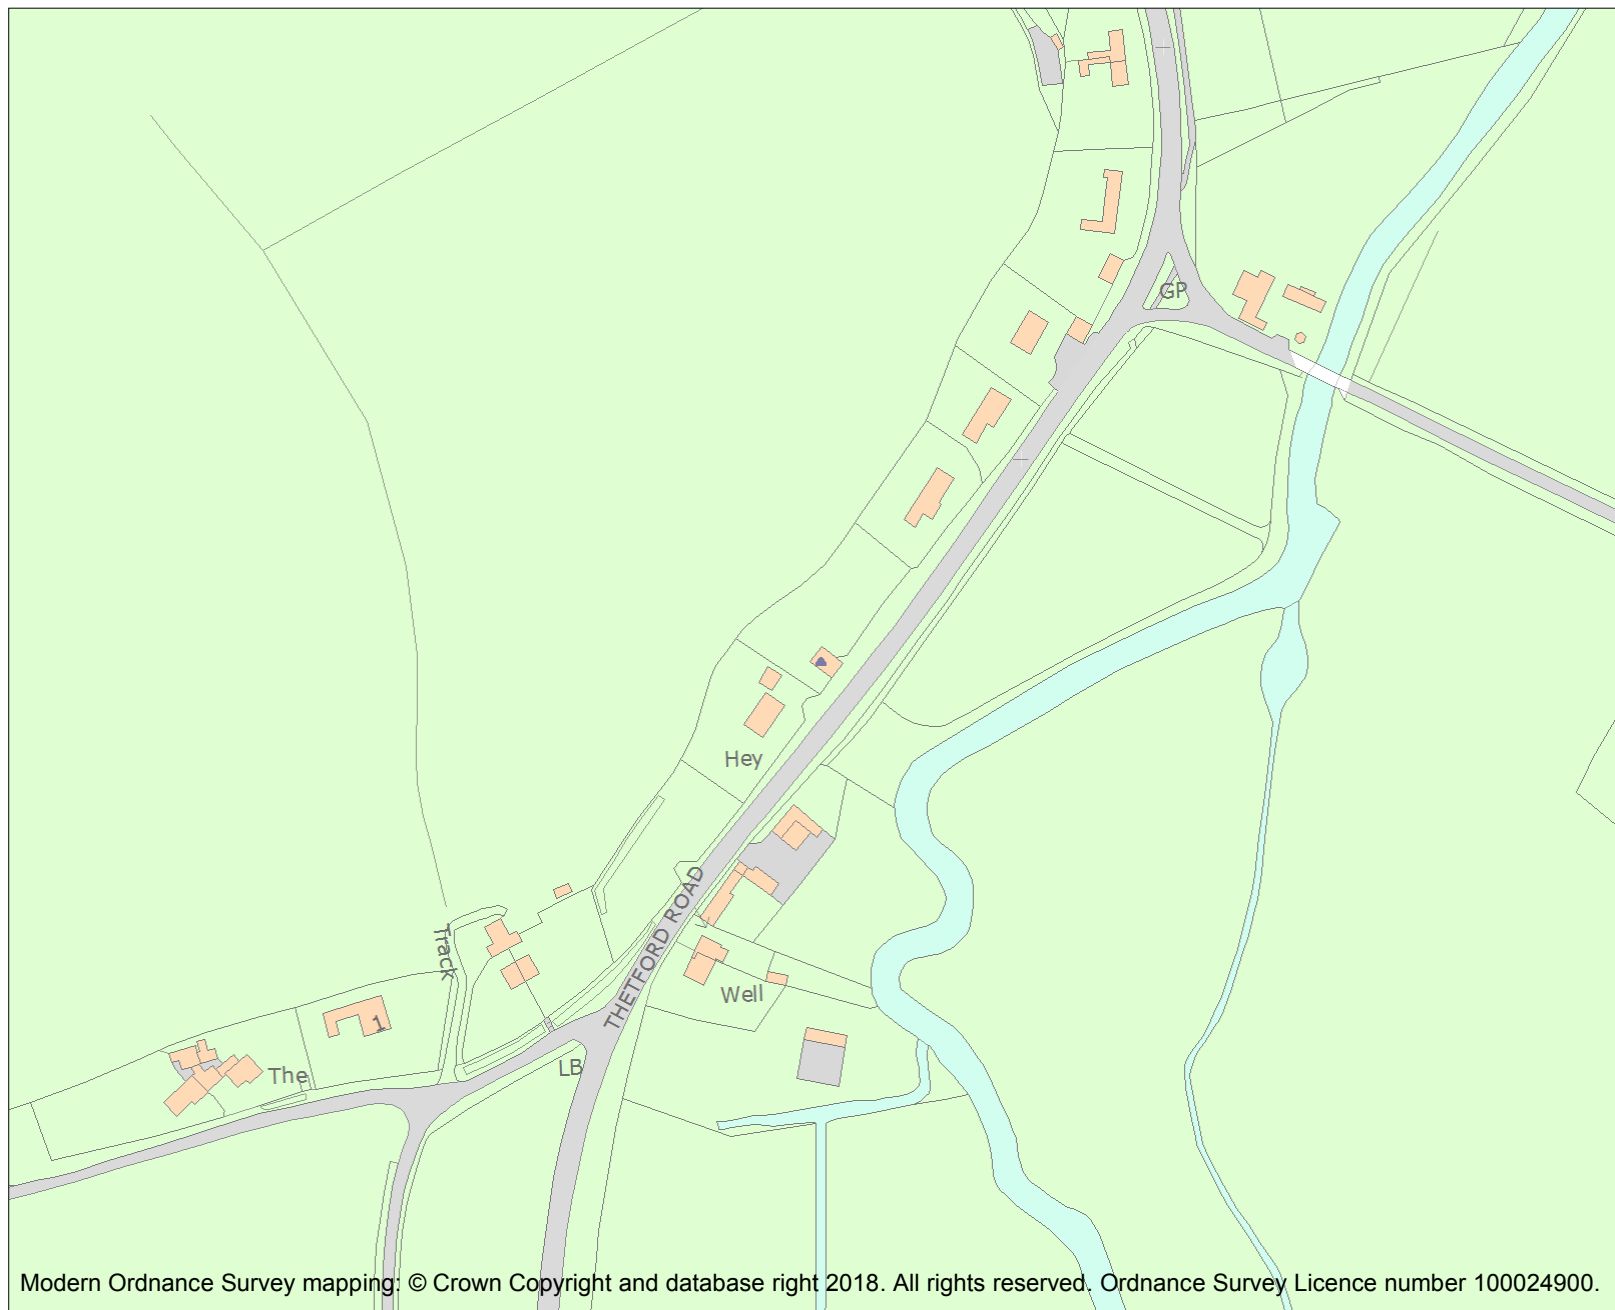 GP
Hey
THETFORD ROAD
Track
Well
1
The
LB
Modern Ordnance Survey mapping: © Crown Copyright and database right 2018. All rights reserved. Ordnance Survey Licence number 100024900.